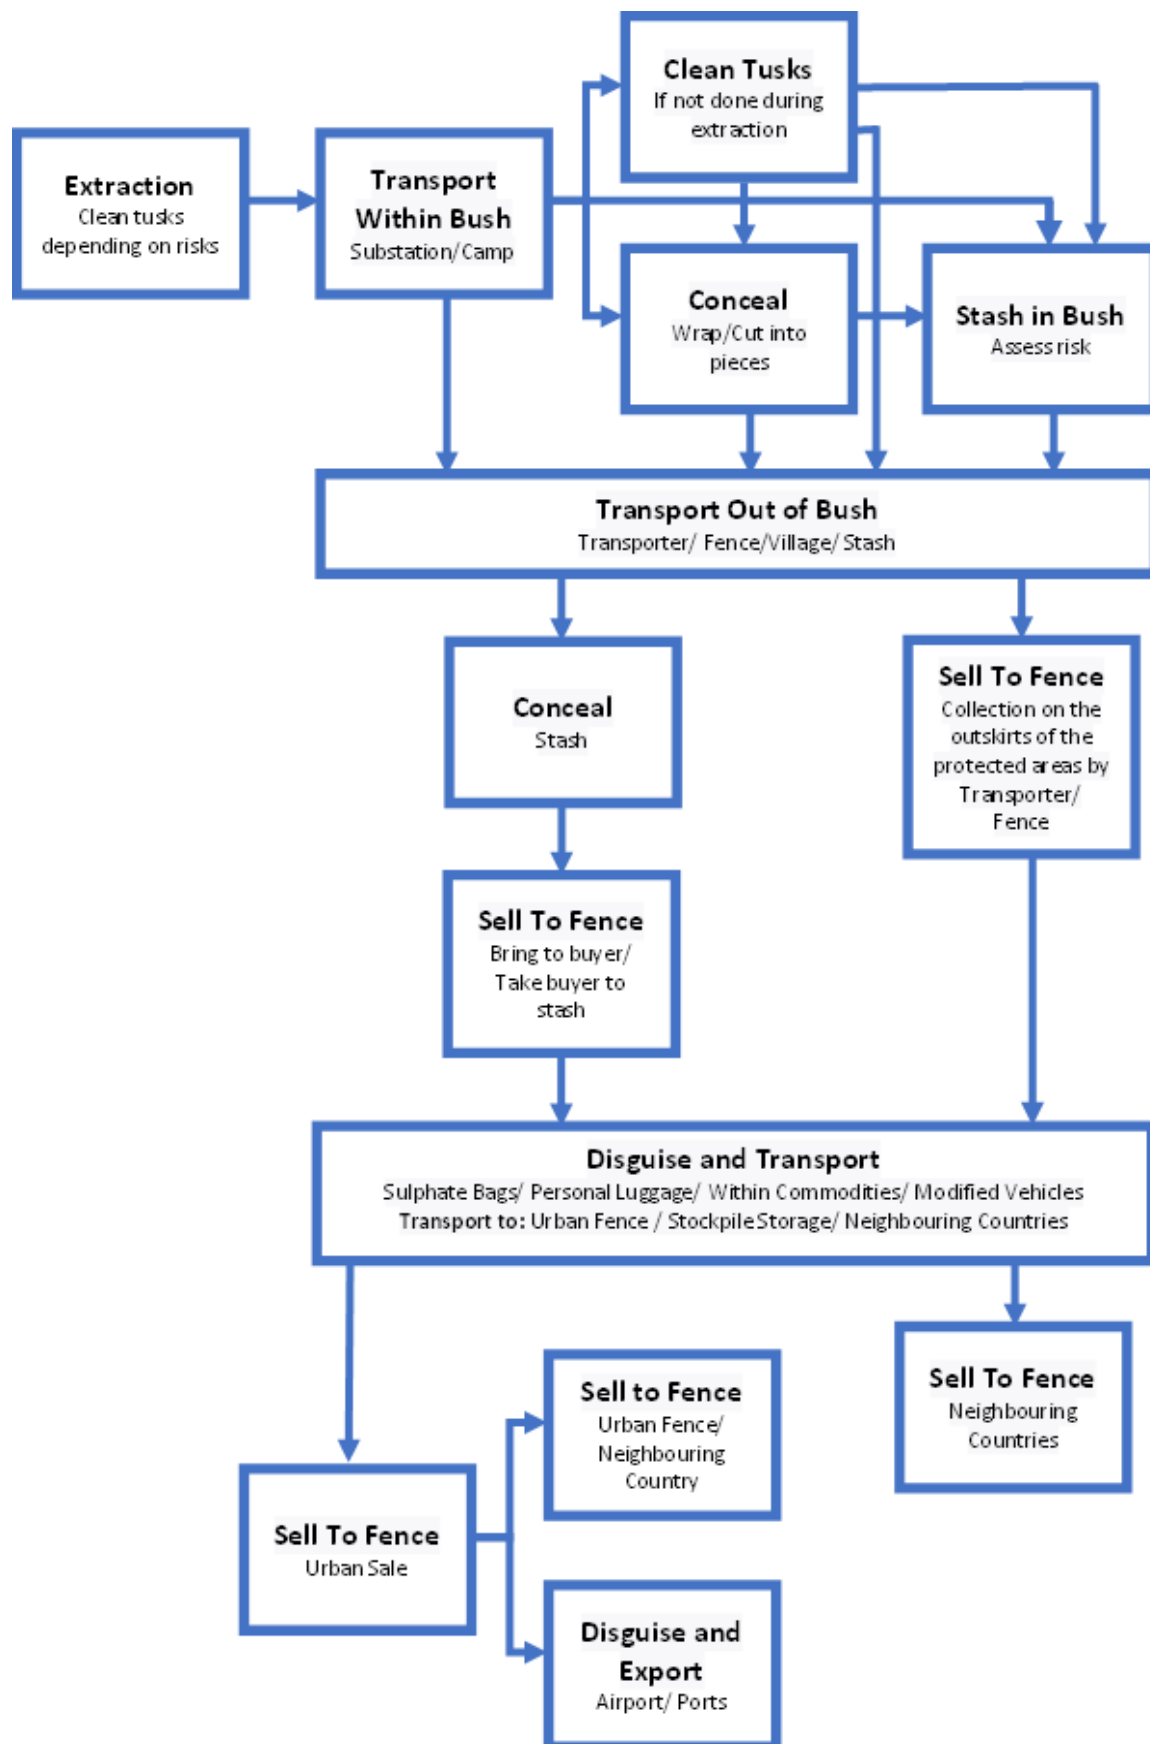 Clean Tusks
If not done during
extraction
Extraction
Clean tusks
depending on risks
Transport
Within Bush
Substation/Camp
Conceal
Wrap/Cut into
pieces
Stash in Bush
Assess risk
Transport Out of Bush
Transporter/ Fence/Village/ Stash
Conceal
Stash
Sell To Fence
Collection on the
outskirts of the
protected areas by
Transporter/
Fence
Sell To Fence
Bring to buyer/
Take buyer to
stash
Disguise and Transport
Sulphate Bags/ Personal Luggage/ Within Commodities/ Modified Vehicles
Transport to: Urban Fence / Stockpile Storage/ Neighbouring Countries
Sell to Fence
Urban Fence/
Neighbouring
Country
Sell To Fence
Neighbouring
Countries
Sell To Fence
Urban Sale
Disguise and
Export
Airport/ Ports